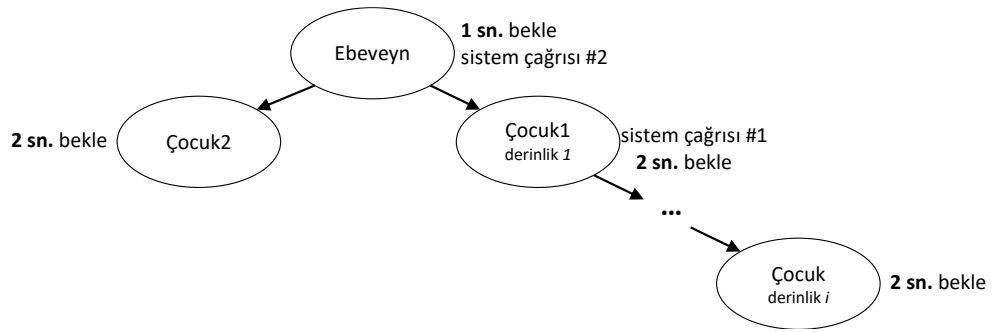 1 sn. bekle
Ebeveyn
sistem çağrısı #2
2 sn. bekle
Çocuk2
Çocuk1
derinlik 1
sistem çağrısı #1
2 sn. bekle
...
Çocuk
derinlik i
2 sn. bekle